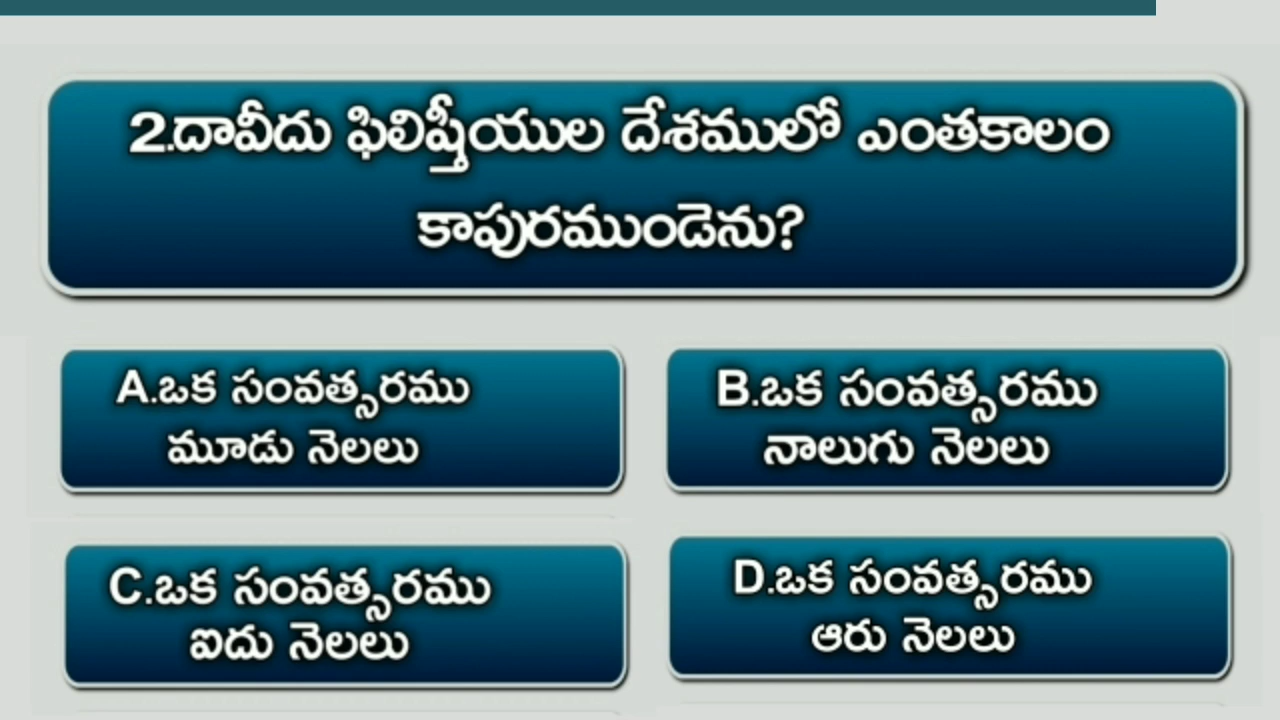 2.దావీదు ఫిలిష్తీయుల దేశములో ఎంతకాలం
కాపురముండెను?
A.ఒక సంవత్సరము
మూడు నెలలు
B.ఒక సంవత్సరము
నాలుగు నెలలు
C.ఒక సంవత్సరము
ఐదు నెలలు
D.ఒక సంవత్సరము
ఆరు నెలలు